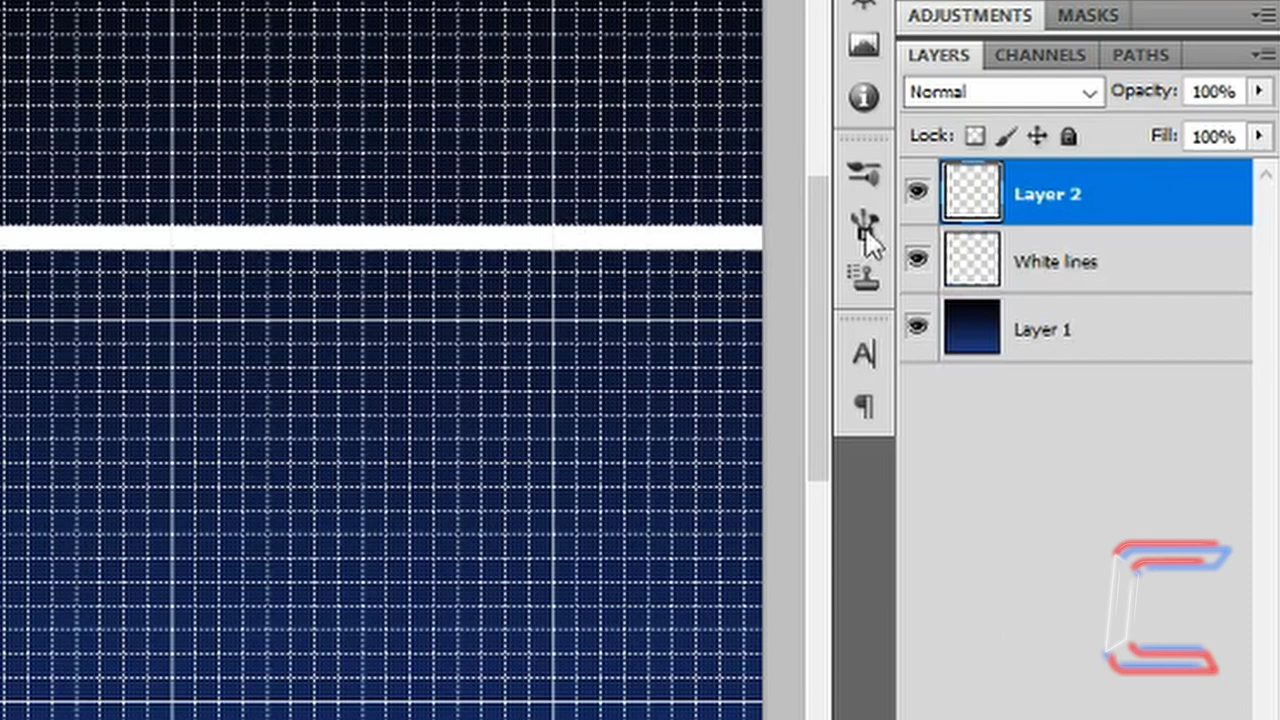 ADJUSTMENTS MASKS
LAYERS CHANNELS PATHS
Normal Opacity: 100%
Lock: Fill: 100%
Layer 2
White lines
Layer 1